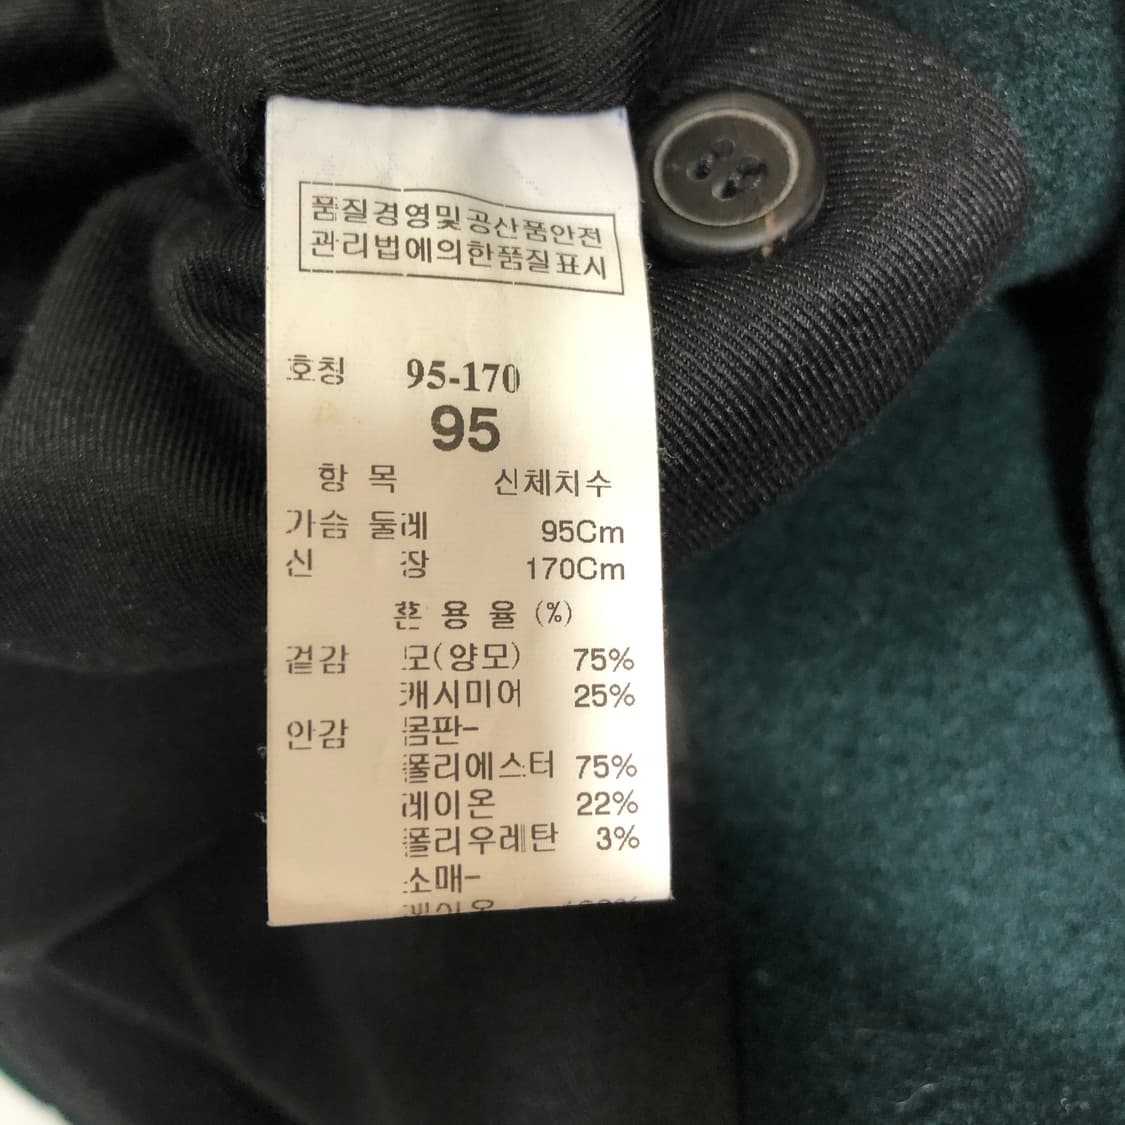 품질경영및공산품안전
관리법에의한품질표시
호칭 95-170
95
항 목 신체치수
가슴 둘레 95Cm
신 장 170Cm
혼 용 율 (%)
겉감 모(양모) 75%
캐시미어 25%
안감 몸판-
폴리에스터 75%
레이온 22%
폴리우레탄 3%
소매-
레이온